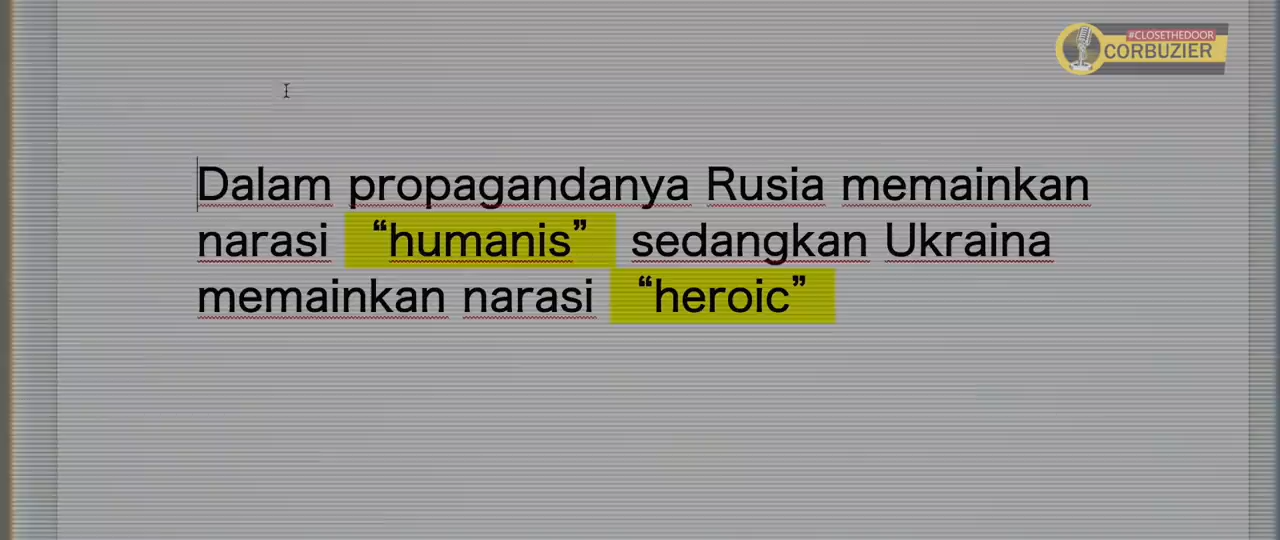 #CLOSETHEDOOR
CORBUZIER
Dalam propagandanya Rusia memainkan
narasi “humanis” sedangkan Ukraina
memainkan narasi “heroic”